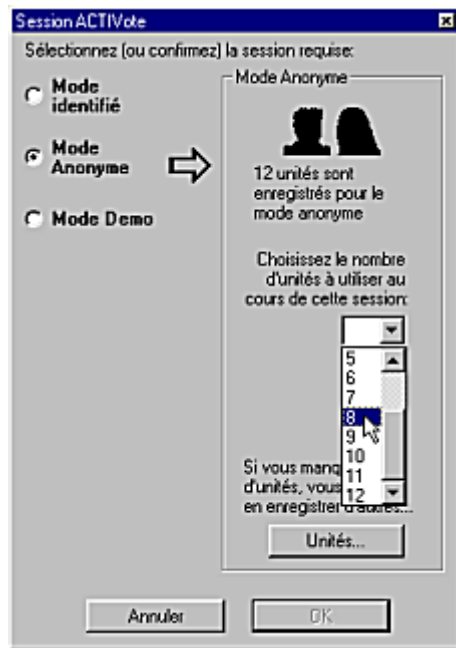 Session ACTIVote
Sélectionnez (ou confirmez) la session requise:
Mode
identifié
Mode
Anonyme
Mode Demo
Mode Anonyme
12 unités sont
enregistrés pour le
mode anonyme
Choisissez le nombre
d'unités à utiliser au
cours de cette session:
5
6
7
8
9
10
11
12
Si vous manq
d'unités, vous
en enregistrer d'autres...
Unités...
Annuler
OK